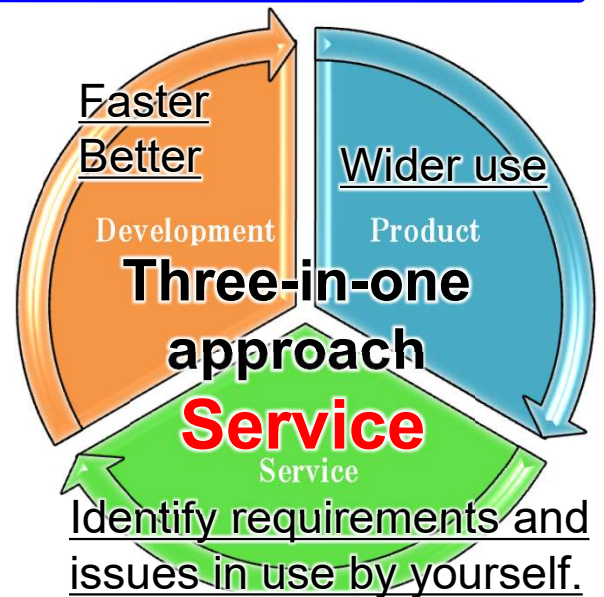 Faster
Better
Wider use
Development
Product
Three-in-one
approach
Service
Service
Identify requirements and
issues in use by yourself.